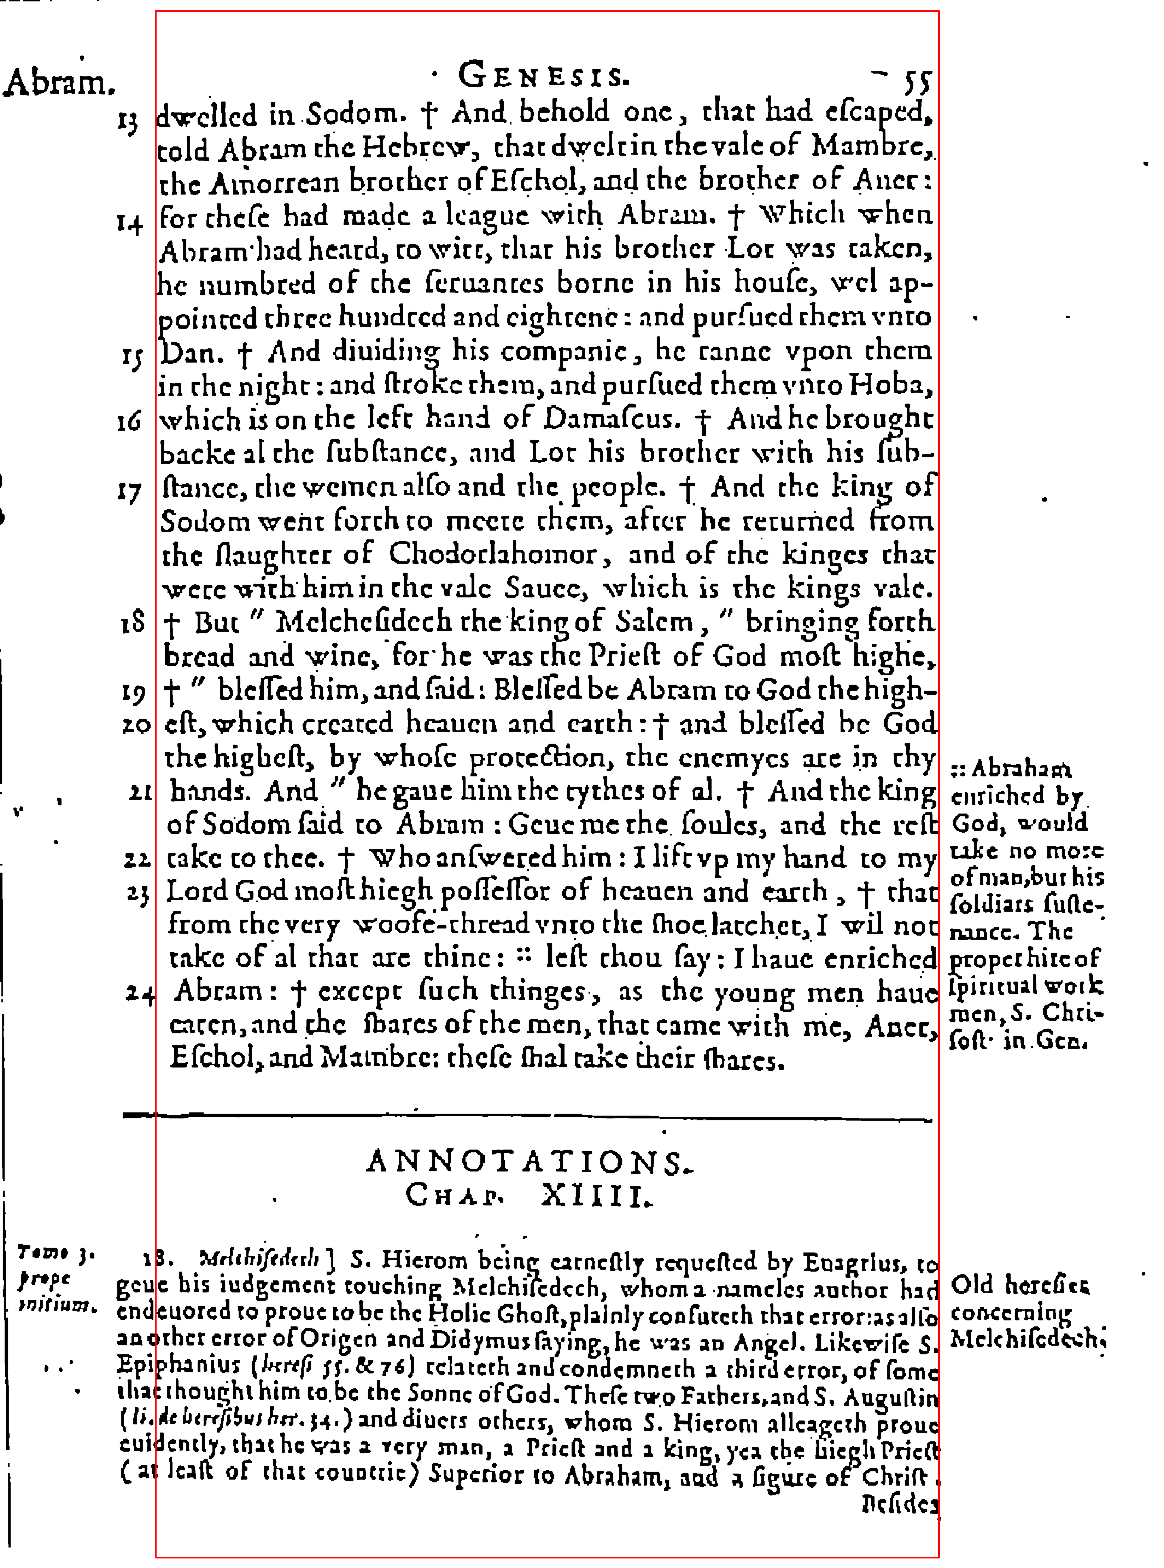 Abram. GENESIS. 55
13 dwelled in Sodom. † And behold one, that had eſcaped,
told Abram the Hebrew, that dwelt in the vale of Mambre,
the Amorrean brother of Eſchol, and the brother of Aner:
14 for theſe had made a league with Abram. † Which when
Abram had heard, to witt, that his brother Lot was taken,
he numbred of the ſeruantes borne in his houſe, wel ap-
pointed three hundred and eightene: and purſued them vnto
15 Dan. † And diuiding his companie, he ranne vpon them
in the night: and ſtroke them, and purſued them vnto Hoba,
16 which is on the left hand of Damaſcus. † And he brought
backe al the ſubſtance, and Lot his brother with his ſub-
17 ſtance, the wemen alſo and the people. † And the king of
Sodom went forth to meete them, after he returned from
the ſlaughter of Chodorlahomor, and of the kinges that
were with him in the vale Sauee, which is the kings vale.
18 † But " Melcheſidech the king of Salem, " bringing forth
bread and wine, for he was the Prieſt of God moſt highe,
19 † " bleſſed him, and ſaid: Bleſſed be Abram to God the high-
20 eſt, which created heauen and earth: † and bleſſed be God
the higheſt, by whoſe protection, the enemyes are in thy
21 hands. And " he gaue him the tythes of al. † And the king
of Sodom ſaid to Abram: Geue me the ſoules, and the reſt
22 take to thee. † Who anſwered him: I lift vp my hand to my
23 Lord God moſt hiegh poſſeſſor of heauen and earth, † that
from the very woofe-thread vnto the ſhoe latchet, I wil not
take of al that are thine: :: leſt thou ſay: I haue enriched
24 Abram: † except ſuch thinges, as the young men haue
eaten, and the ſhares of the men, that came with me, Aner,
Eſchol, and Mambre: theſe ſhal take their ſhares.
:: Abraham
enriched by
God, would
take no more
of man, but his
ſoldiars ſuſte-
nance. The
proper hire of
ſpiritual work
men, S. Chri-
ſoſt. in Gen.
ANNOTATIONS.
CHAP. XIIII.
Tomo 3.
prope
initium.
18. Melchiſedech] S. Hierom being earneſtly requeſted by Euagrius, to
geue his iudgement touching Melchiſedech, whom a nameles author had
endeuored to proue to be the Holie Ghoſt, plainly confuteth that error: as alſo
another error of Origen and Didymus ſaying, he was an Angel. Likewiſe S.
Epiphanius (hereſi 55. & 76) relateth and condemneth a third error, of ſome
that thought him to be the Sonne of God. Theſe two Fathers, and S. Auguſtin
(li. de hereſibus her. 34.) and diuers others, whom S. Hierom alleageth proue
euidently, that he was a very man, a Prieſt and a king, yea the hiegh Prieſt
(at leaſt of that countrie) Superior to Abraham, and a figure of Chriſt.
Beſides
Old hereſies
concerning
Melchiſedech.